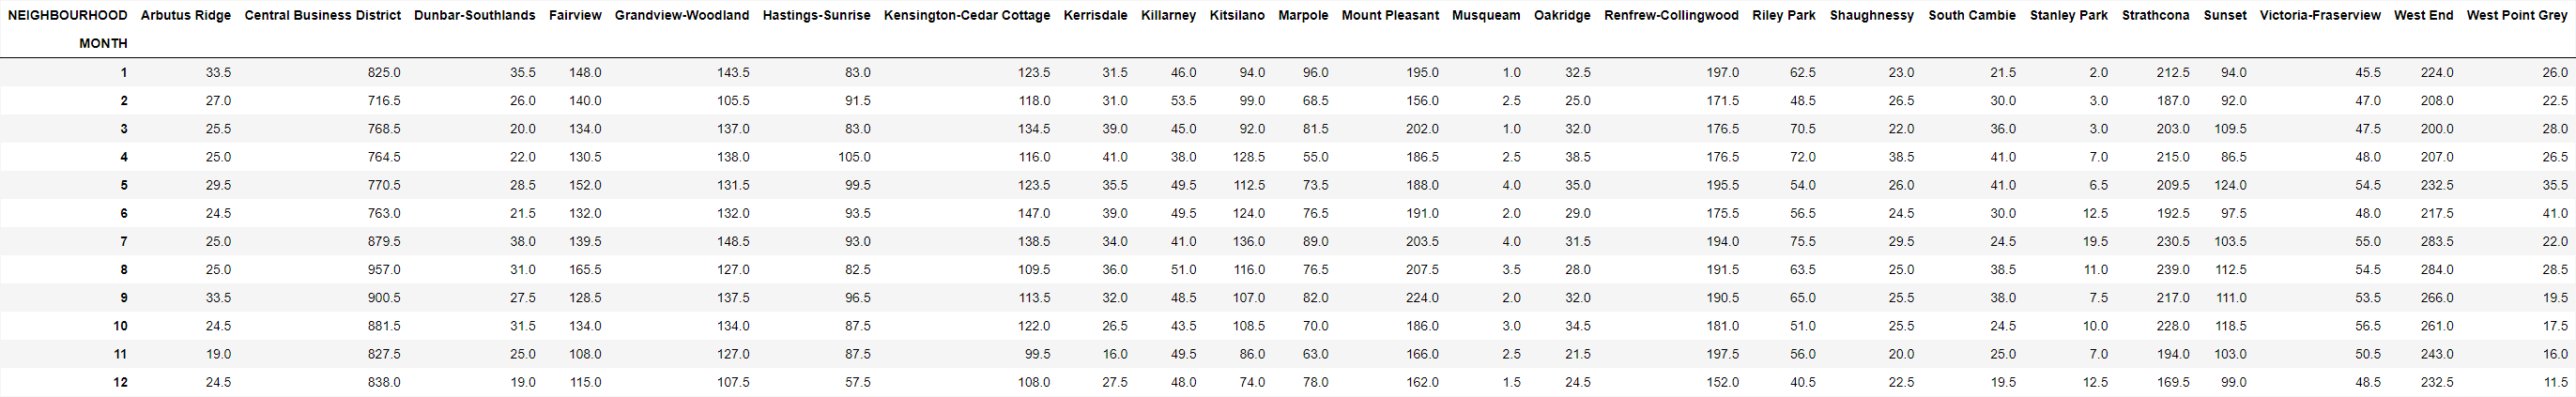 NEIGHBOURHOOD Arbutus Ridge Central Business District Dunbar-Southlands Fairview Grandview-Woodland Hastings-Sunrise Kensington-Cedar Cottage Kerrisdale Killarney Kitsilano Marpole Mount Pleasant Musqueam Oakridge Renfrew-Collingwood Riley Park Shaughnessy South Cambie Stanley Park Strathcona Sunset Victoria-Fraserview West End West Point Grey
MONTH
1 33.5 825.0 35.5 148.0 143.5 83.0 123.5 31.5 46.0 94.0 96.0 195.0 1.0 32.5 197.0 62.5 23.0 21.5 2.0 212.5 94.0 45.5 224.0 26.0
2 27.0 716.5 26.0 140.0 105.5 91.5 118.0 31.0 53.5 99.0 68.5 156.0 2.5 25.0 171.5 48.5 26.5 30.0 3.0 187.0 92.0 47.0 208.0 22.5
3 25.5 768.5 20.0 134.0 137.0 83.0 134.5 39.0 45.0 92.0 81.5 202.0 1.0 32.0 176.5 70.5 22.0 36.0 3.0 203.0 109.5 47.5 200.0 28.0
4 25.0 764.5 22.0 130.5 138.0 105.0 116.0 41.0 38.0 128.5 55.0 186.5 2.5 38.5 176.5 72.0 38.5 41.0 7.0 215.0 86.5 48.0 207.0 26.5
5 29.5 770.5 28.5 152.0 131.5 99.5 123.5 35.5 49.5 112.5 73.5 188.0 4.0 35.0 195.5 54.0 26.0 41.0 6.5 209.5 124.0 54.5 232.5 35.5
6 24.5 763.0 21.5 132.0 132.0 93.5 147.0 39.0 49.5 124.0 76.5 191.0 2.0 29.0 175.5 56.5 24.5 30.0 12.5 192.5 97.5 48.0 217.5 41.0
7 25.0 879.5 38.0 139.5 148.5 93.0 138.5 34.0 41.0 136.0 89.0 203.5 4.0 31.5 194.0 75.5 29.5 24.5 19.5 230.5 103.5 55.0 283.5 22.0
8 25.0 957.0 31.0 165.5 127.0 82.5 109.5 36.0 51.0 116.0 76.5 207.5 3.5 28.0 191.5 63.5 25.0 38.5 11.0 239.0 112.5 54.5 284.0 28.5
9 33.5 900.5 27.5 128.5 137.5 96.5 113.5 32.0 48.5 107.0 82.0 224.0 2.0 32.0 190.5 65.0 25.5 38.0 7.5 217.0 111.0 53.5 266.0 19.5
10 24.5 881.5 31.5 134.0 134.0 87.5 122.0 26.5 43.5 108.5 70.0 186.0 3.0 34.5 181.0 51.0 25.5 24.5 10.0 228.0 118.5 56.5 261.0 17.5
11 19.0 827.5 25.0 108.0 127.0 87.5 99.5 16.0 49.5 86.0 63.0 166.0 2.5 21.5 197.5 56.0 20.0 25.0 7.0 194.0 103.0 50.5 243.0 16.0
12 24.5 838.0 19.0 115.0 107.5 57.5 108.0 27.5 48.0 74.0 78.0 162.0 1.5 24.5 152.0 40.5 22.5 19.5 12.5 169.5 99.0 48.5 232.5 11.5